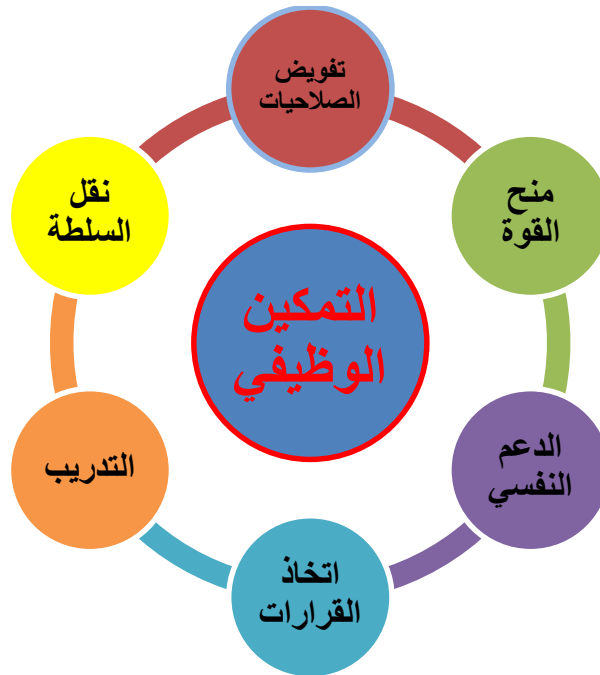 تفويض
الصلاحيات
منح
القوة
الدعم
النفسي
اتخاذ
القرارات
التدريب
نقل
السلطة
التمكين
الوظيفي